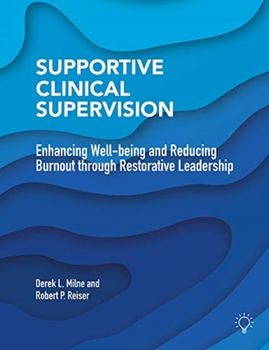 SUPPORTIVE
CLINICAL
SUPERVISION
Enhancing Well-being and Reducing
Burnout through Restorative Leadership
Derek L. Milne and
Robert P. Reiser